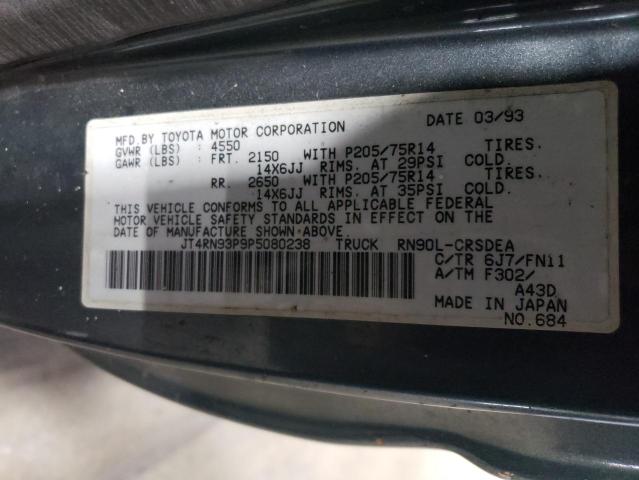 MFD.BY TOYOTA MOTOR CORPORATION DATE 03/93
GVWR (LBS) 4550
GAWR (LBS) FRT. 2150 WITH P205/75R14 TIRES.
14X6JJ RIMS. AT 29PSI COLD.
RR. 2650 WITH P205/75R14 TIRES.
14X6JJ RIMS. AT 35PSI COLD.
THIS VEHICLE CONFORMS TO ALL APPLICABLE FEDERAL
MOTOR VEHICLE SAFETY STANDARDS IN EFFECT ON THE
DATE OF MANUFACTURE SHOWN ABOVE.
JT4RN93P9P5080238 TRUCK RN90L-CRSDEA
C/TR 6J7/FN11
A/TM F302/
A43D
MADE IN JAPAN
NO.684